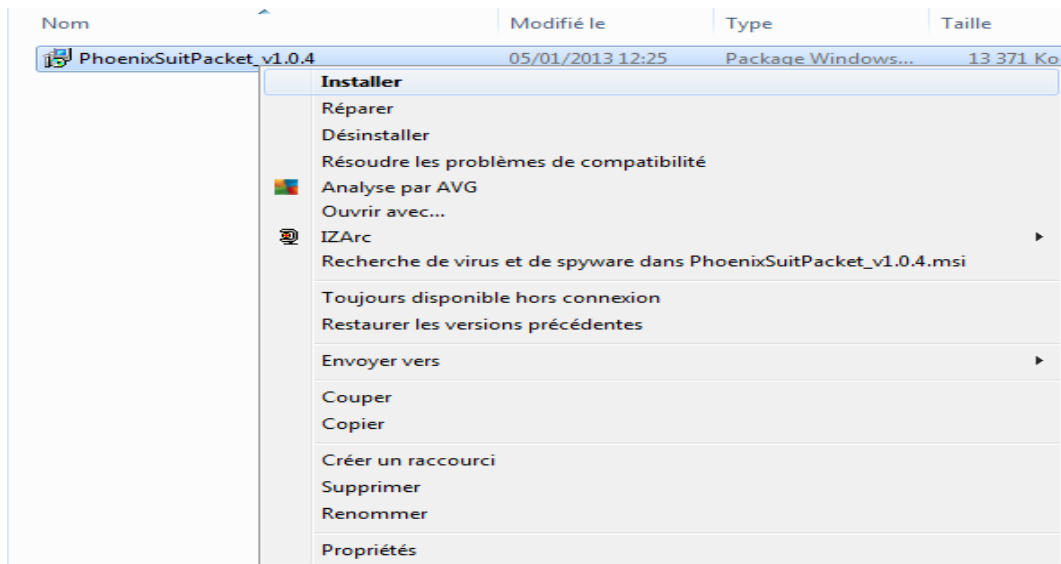 Nom Modifié le Type Taille
PhoenixSuitPacket_v1.0.4 05/01/2013 12:25 Package Windows... 13 371 Ko
Installer
Réparer
Désinstaller
Résoudre les problèmes de compatibilité
Analyse par AVG
Ouvrir avec...
IZArc
Recherche de virus et de spyware dans PhoenixSuitPacket_v1.0.4.msi
Toujours disponible hors connexion
Restaurer les versions précédentes
Envoyer vers
Couper
Copier
Créer un raccourci
Supprimer
Renommer
Propriétés